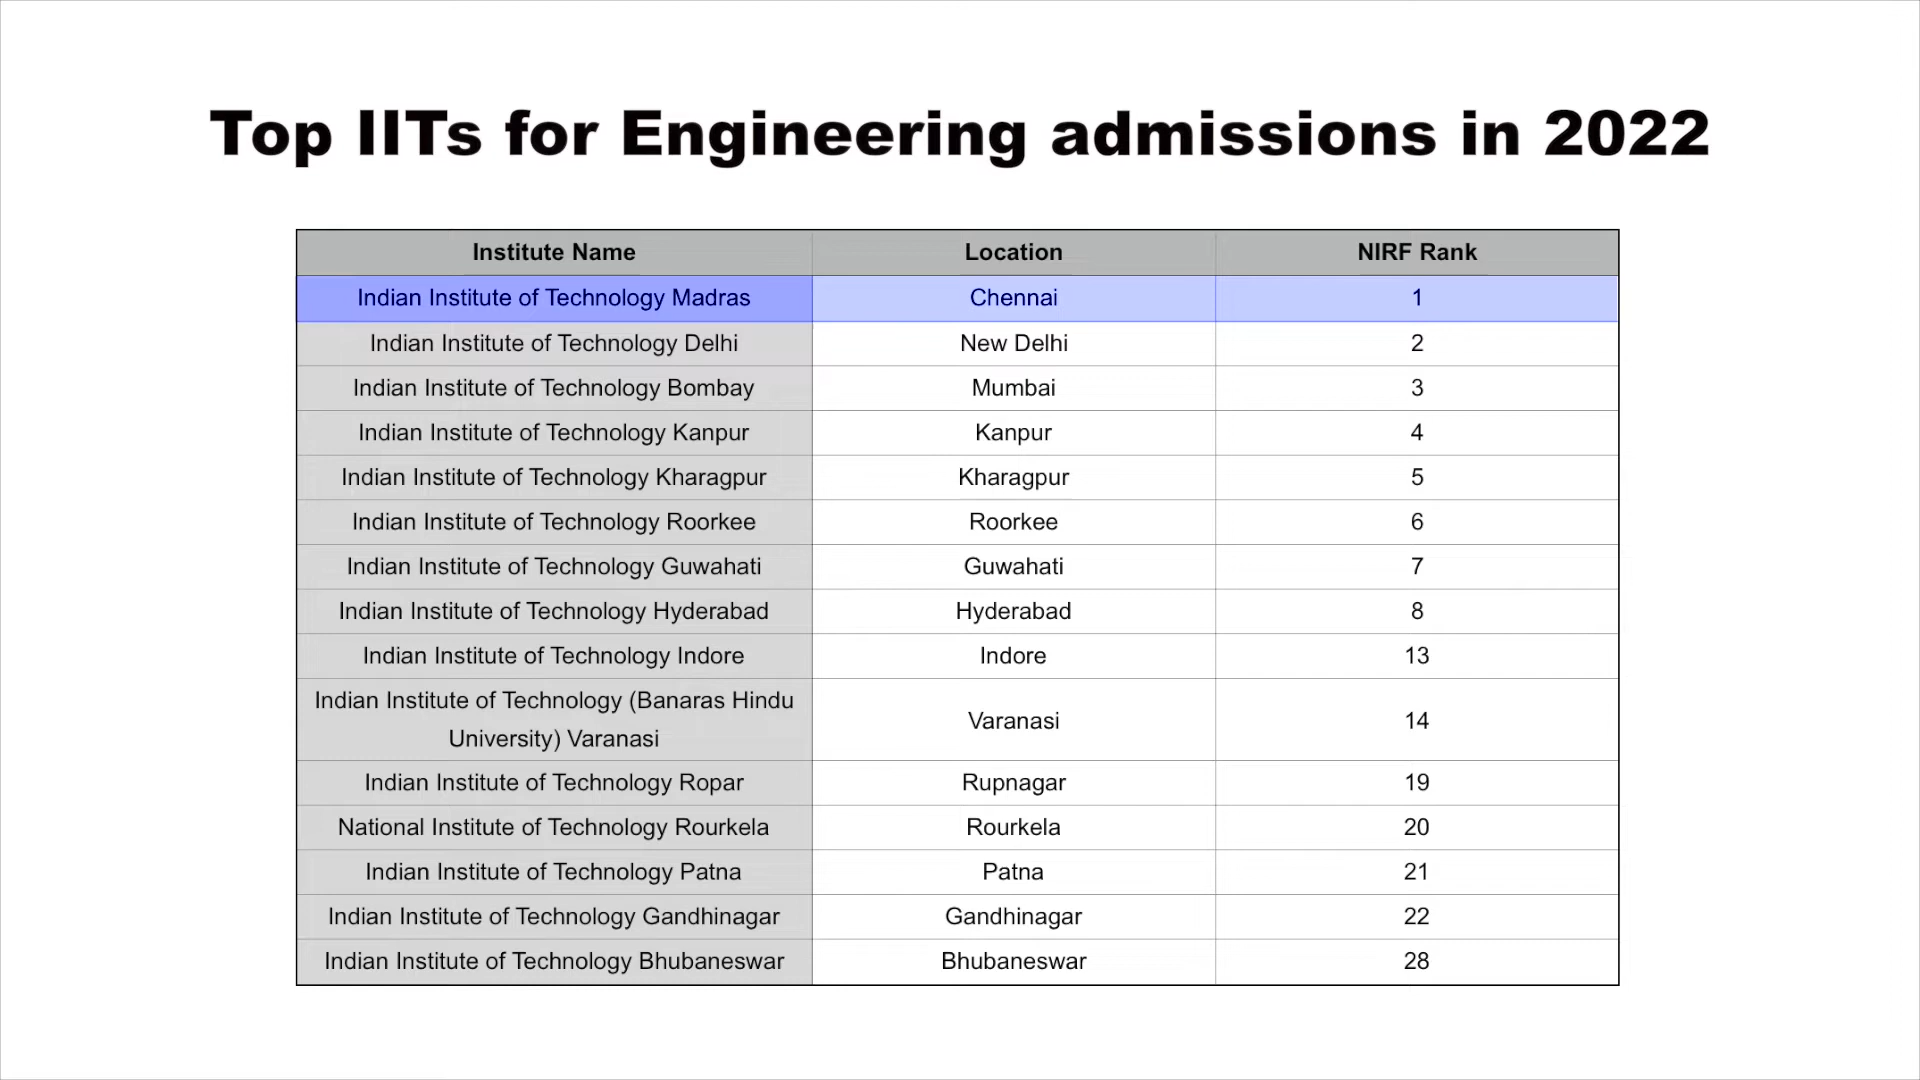 Top IITs for Engineering admissions in 2022
Institute Name Location NIRF Rank
Indian Institute of Technology Madras Chennai 1
Indian Institute of Technology Delhi New Delhi 2
Indian Institute of Technology Bombay Mumbai 3
Indian Institute of Technology Kanpur Kanpur 4
Indian Institute of Technology Kharagpur Kharagpur 5
Indian Institute of Technology Roorkee Roorkee 6
Indian Institute of Technology Guwahati Guwahati 7
Indian Institute of Technology Hyderabad Hyderabad 8
Indian Institute of Technology Indore Indore 13
Indian Institute of Technology (Banaras Hindu
University) Varanasi Varanasi 14
Indian Institute of Technology Ropar Rupnagar 19
National Institute of Technology Rourkela Rourkela 20
Indian Institute of Technology Patna Patna 21
Indian Institute of Technology Gandhinagar Gandhinagar 22
Indian Institute of Technology Bhubaneswar Bhubaneswar 28